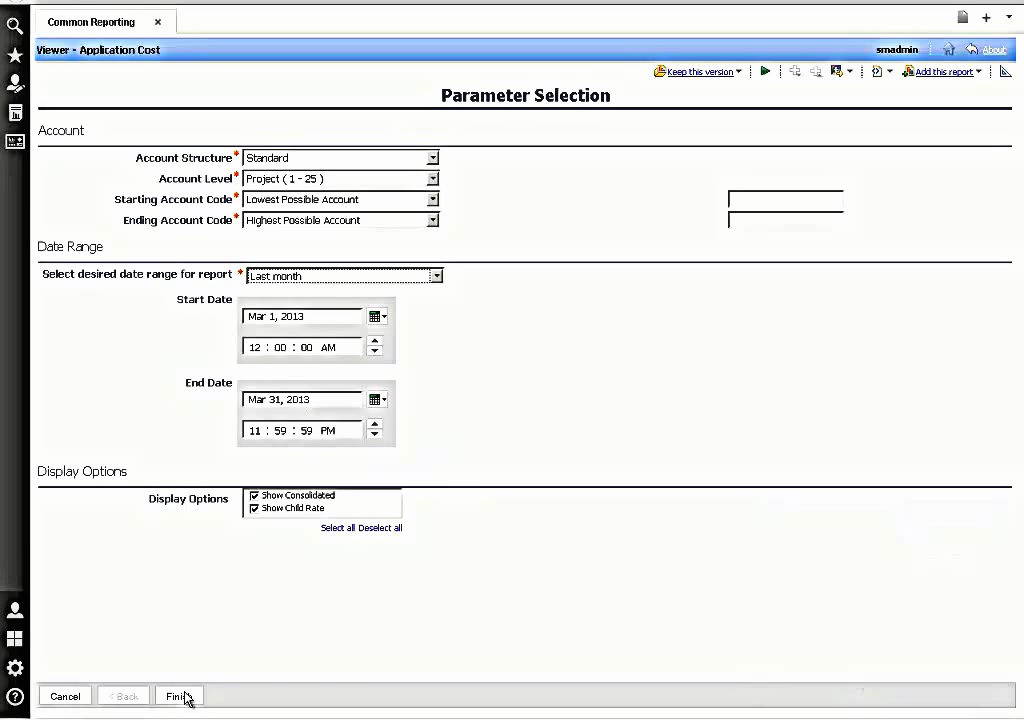 Common Reporting ×
Viewer - Application Cost smadmin About
Keep this version Add this report
Parameter Selection
Account
Account Structure * Standard
Account Level * Project ( 1 - 25 )
Starting Account Code * Lowest Possible Account
Ending Account Code * Highest Possible Account
Date Range
Select desired date range for report * Last month
Start Date
Mar 1, 2013
12 : 00 : 00 AM
End Date
Mar 31, 2013
11 : 59 : 59 PM
Display Options
Display Options Show Consolidated
Show Child Rate
Select all Deselect all
Cancel < Back